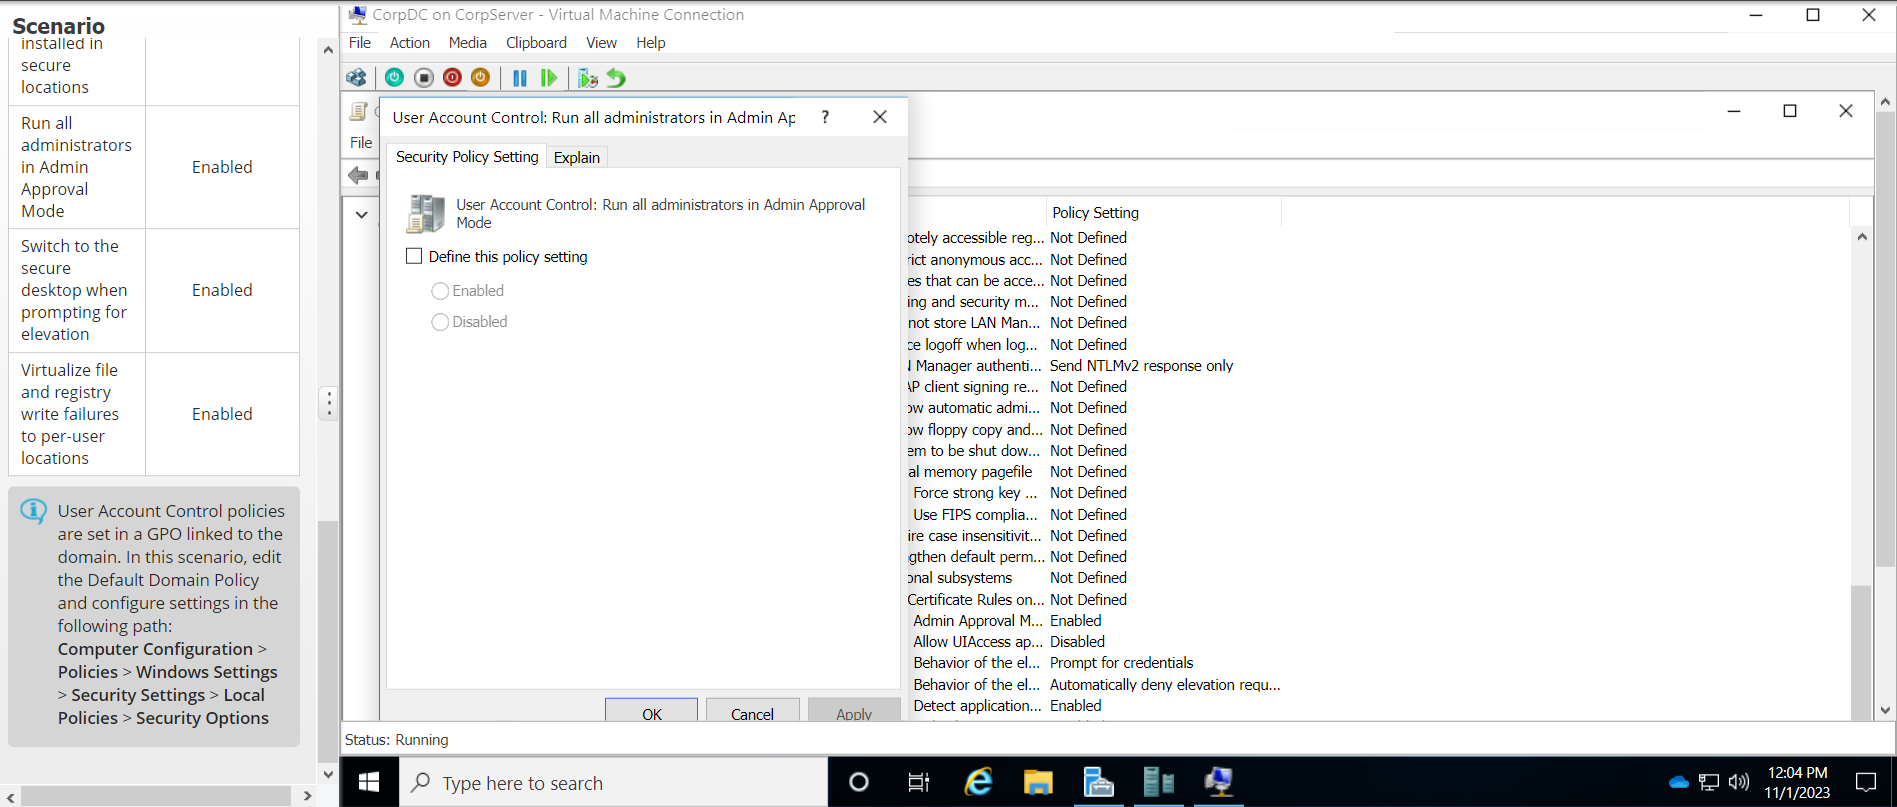 Scenario
installed in
secure
locations
Run all
administrators
in Admin
Approval
Mode
Enabled
Switch to the
secure
desktop when
prompting for
elevation
Enabled
Virtualize file
and registry
write failures
to per-user
locations
Enabled
User Account Control policies
are set in a GPO linked to the
domain. In this scenario, edit
the Default Domain Policy
and configure settings in the
following path:
Computer Configuration >
Policies > Windows Settings
> Security Settings > Local
Policies > Security Options
CorpDC on CorpServer - Virtual Machine Connection
File Action Media Clipboard View Help
File
User Account Control: Run all administrators in Admin Ap
?
Security Policy Setting Explain
User Account Control: Run all administrators in Admin Approval
Mode
Define this policy setting
Enabled
Disabled
OK Cancel Apply
Policy Setting
otely accessible reg... Not Defined
rict anonymous acc... Not Defined
es that can be acce... Not Defined
ing and security m... Not Defined
not store LAN Man... Not Defined
ce logoff when log... Not Defined
Manager authenti... Send NTLMv2 response only
AP client signing re... Not Defined
ow automatic admi... Not Defined
ow floppy copy and... Not Defined
em to be shut dow... Not Defined
al memory pagefile Not Defined
Force strong key ... Not Defined
Use FIPS complia... Not Defined
ire case insensitivit... Not Defined
gthen default perm... Not Defined
onal subsystems Not Defined
Certificate Rules on... Not Defined
Admin Approval M... Enabled
Allow UIAccess ap... Disabled
Behavior of the el... Prompt for credentials
Behavior of the el... Automatically deny elevation requ...
Detect application... Enabled
Status: Running
Type here to search
12:04 PM
11/1/2023